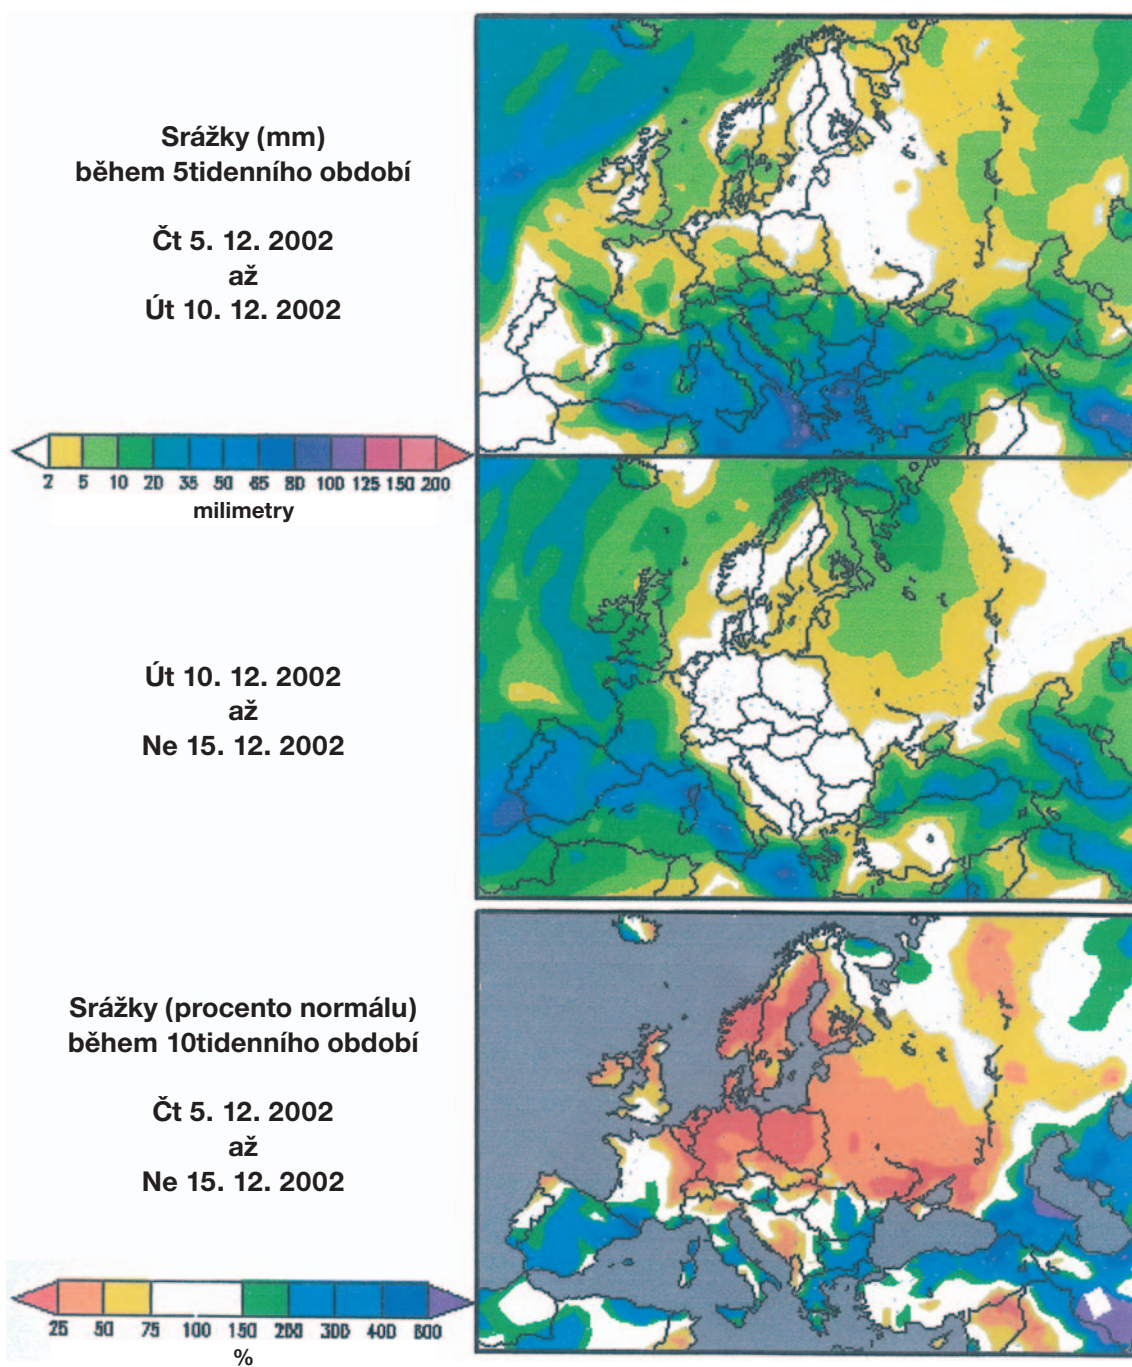 Srážky (mm)
během 5tidenního období
Čt 5. 12. 2002
až
Út 10. 12. 2002
2 5 10 20 35 50 65 80 100 125 150 200
milimetry
Út 10. 12. 2002
až
Ne 15. 12. 2002
Srážky (procento normálu)
během 10tidenního období
Čt 5. 12. 2002
až
Ne 15. 12. 2002
25 50 75 100 150 200 300 400 600
%